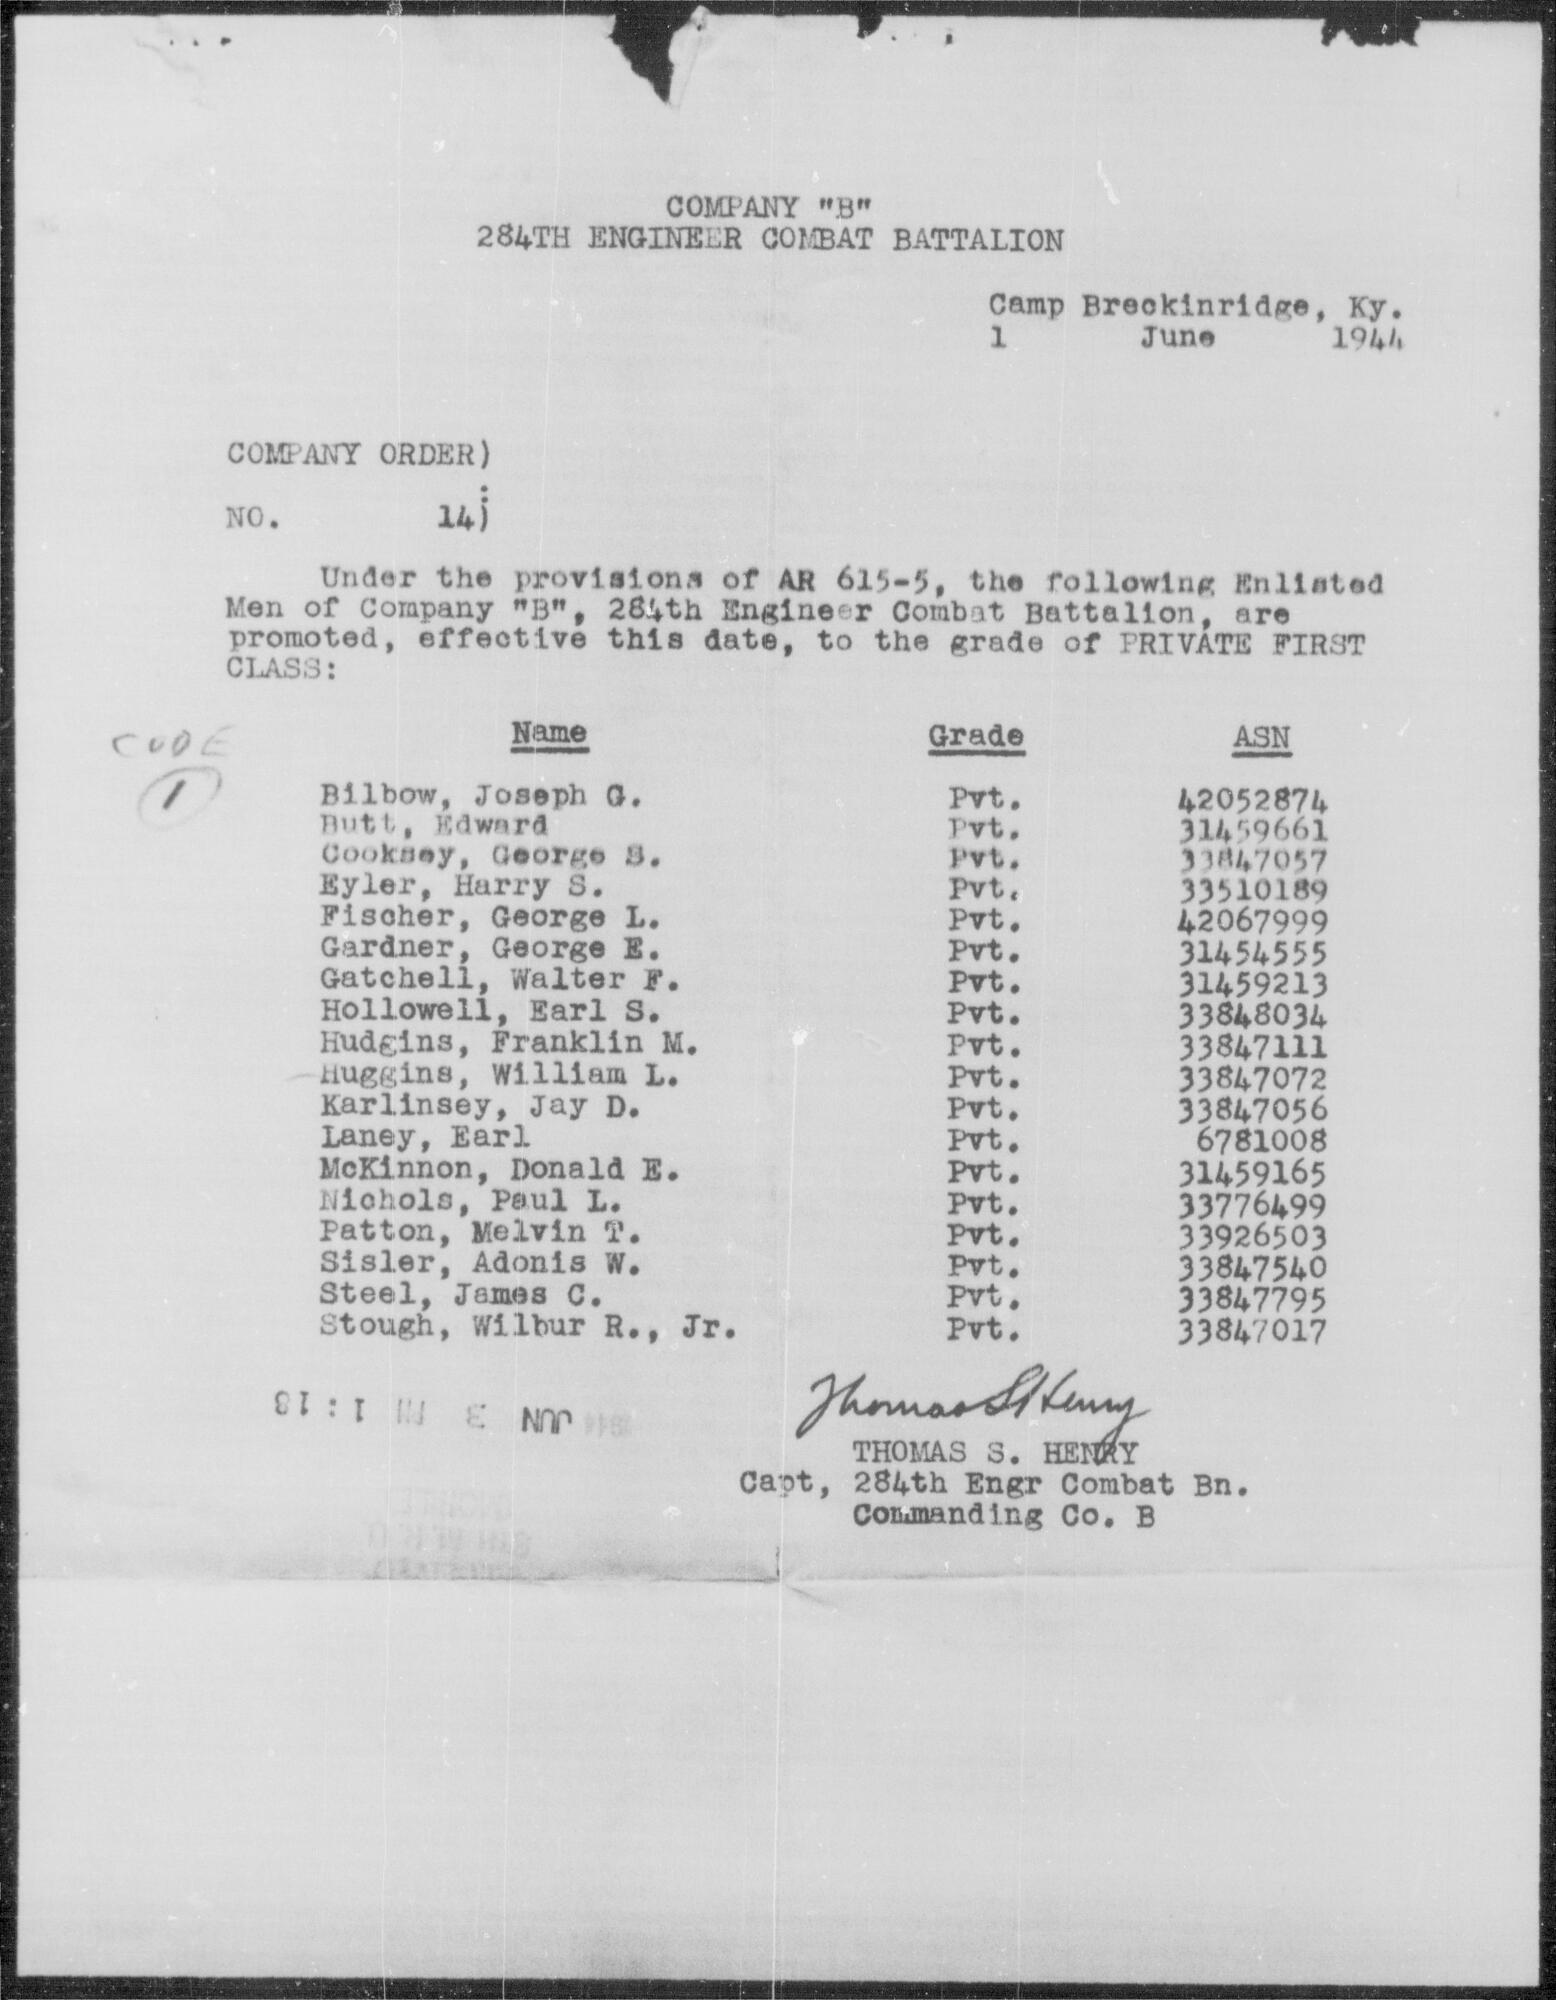 COMPANY "B"
284TH ENGINEER COMBAT BATTALION
Camp Breckinridge, Ky.
1 June 1944
COMPANY ORDER)
:
NO. 14)
Under the provisions of AR 615-5, the following Enlisted
Men of Company "B", 284th Engineer Combat Battalion, are
promoted, effective this date, to the grade of PRIVATE FIRST
CLASS:
CODE
1
Name Grade ASN
Bilbow, Joseph G. Pvt. 42052874
Butt, Edward Pvt. 31459661
Cooksey, George S. Pvt. 33847057
Eyler, Harry S. Pvt. 33510189
Fischer, George L. Pvt. 42067999
Gardner, George E. Pvt. 31454555
Gatchell, Walter F. Pvt. 31459213
Hollowell, Earl S. Pvt. 33848034
Hudgins, Franklin M. Pvt. 33847111
Huggins, William L. Pvt. 33847072
Karlinsey, Jay D. Pvt. 33847056
Laney, Earl Pvt. 6781008
McKinnon, Donald E. Pvt. 31459165
Nichols, Paul L. Pvt. 33776499
Patton, Melvin T. Pvt. 33926503
Sisler, Adonis W. Pvt. 33847540
Steel, James C. Pvt. 33847795
Stough, Wilbur R., Jr. Pvt. 33847017
1944 JUN 3 PM 1:18
Thomas S Henry
THOMAS S. HENRY
Capt, 284th Engr Combat Bn.
Commanding Co. B